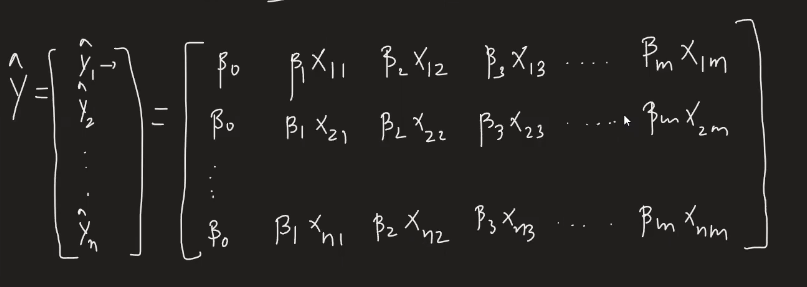 Ŷ = [ ŷ₁ → = [ β₀ β₁X₁₁ β₂X₁₂ β₃X₁₃ ···· βₘX₁ₘ ]
ŷ₂ β₀ β₁X₂₁ β₂X₂₂ β₃X₂₃ ····· βₘX₂ₘ
⋮ ⋮
ŷₙ ] β₀ β₁Xₙ₁ β₂Xₙ₂ β₃Xₙ₃ ···· βₘXₙₘ